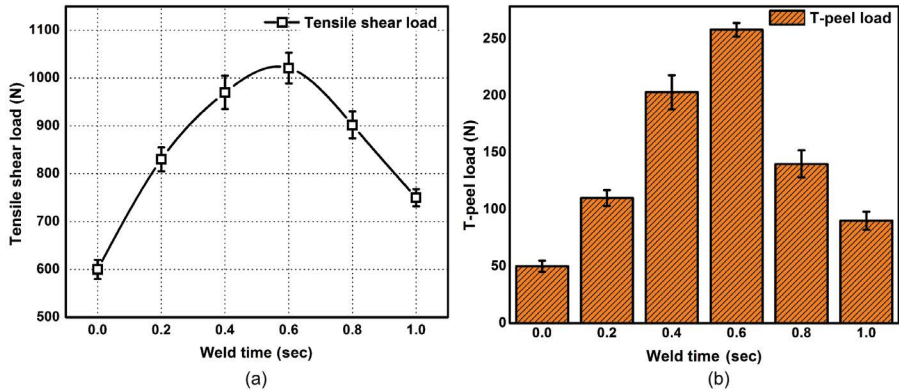 Tensile shear load
Tensile shear load (N)
1100
1000
900
800
700
600
500
0.0 0.2 0.4 0.6 0.8 1.0
Weld time (sec)
(a)
T-peel load
T-peel load (N)
250
200
150
100
50
0
0.0 0.2 0.4 0.6 0.8 1.0
Weld time (sec)
(b)